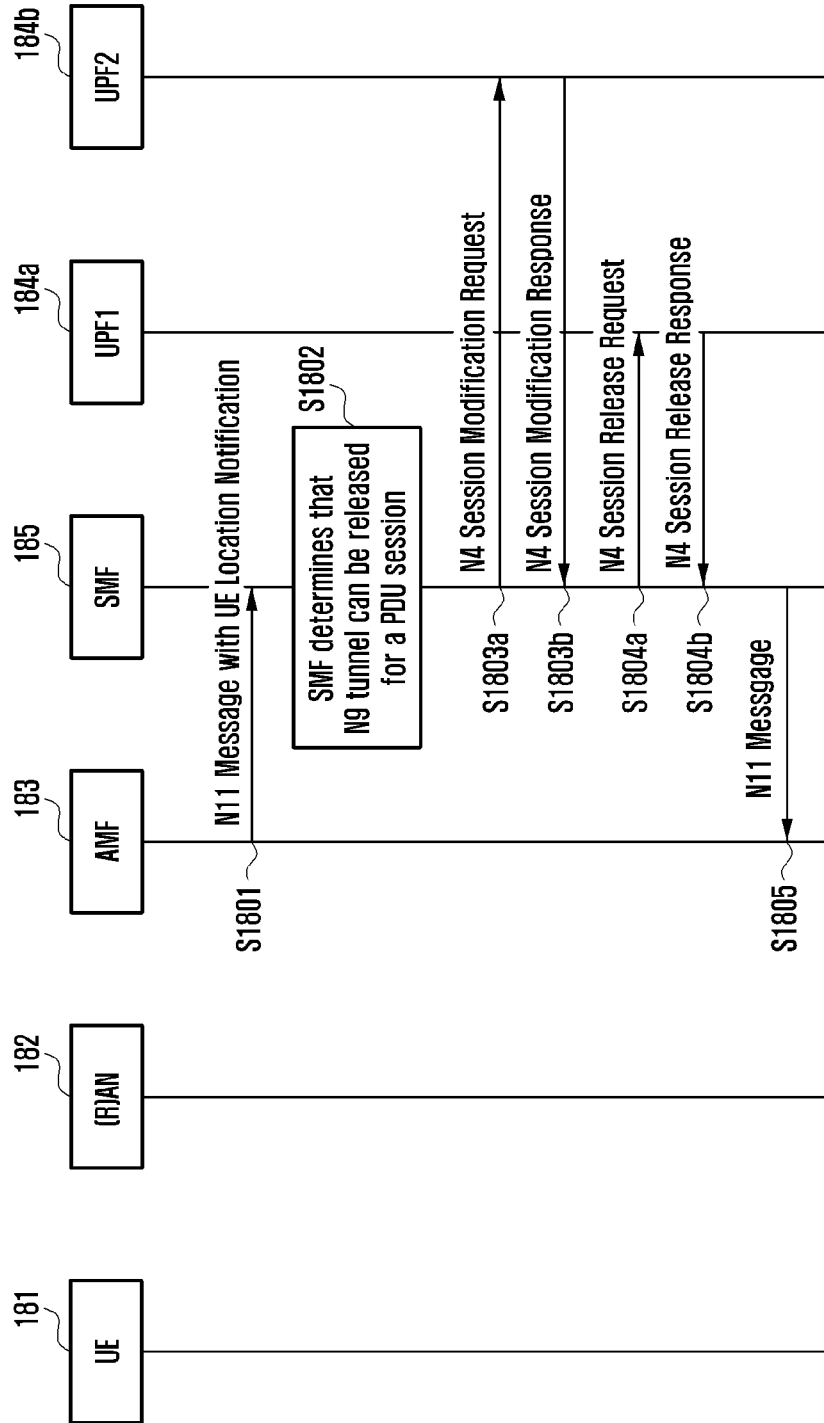 181
UE
182
(R)AN
183
AMF
185
SMF
184a
UPF1
184b
UPF2
N11 Message with UE Location Notification
S1801
S1802
SMF determines that
N9 tunnel can be released
for a PDU session
N4 Session Modification Request
S1803a
N4 Session Modification Response
S1803b
N4 Session Release Request
S1804a
N4 Session Release Response
S1804b
N11 Messgage
S1805